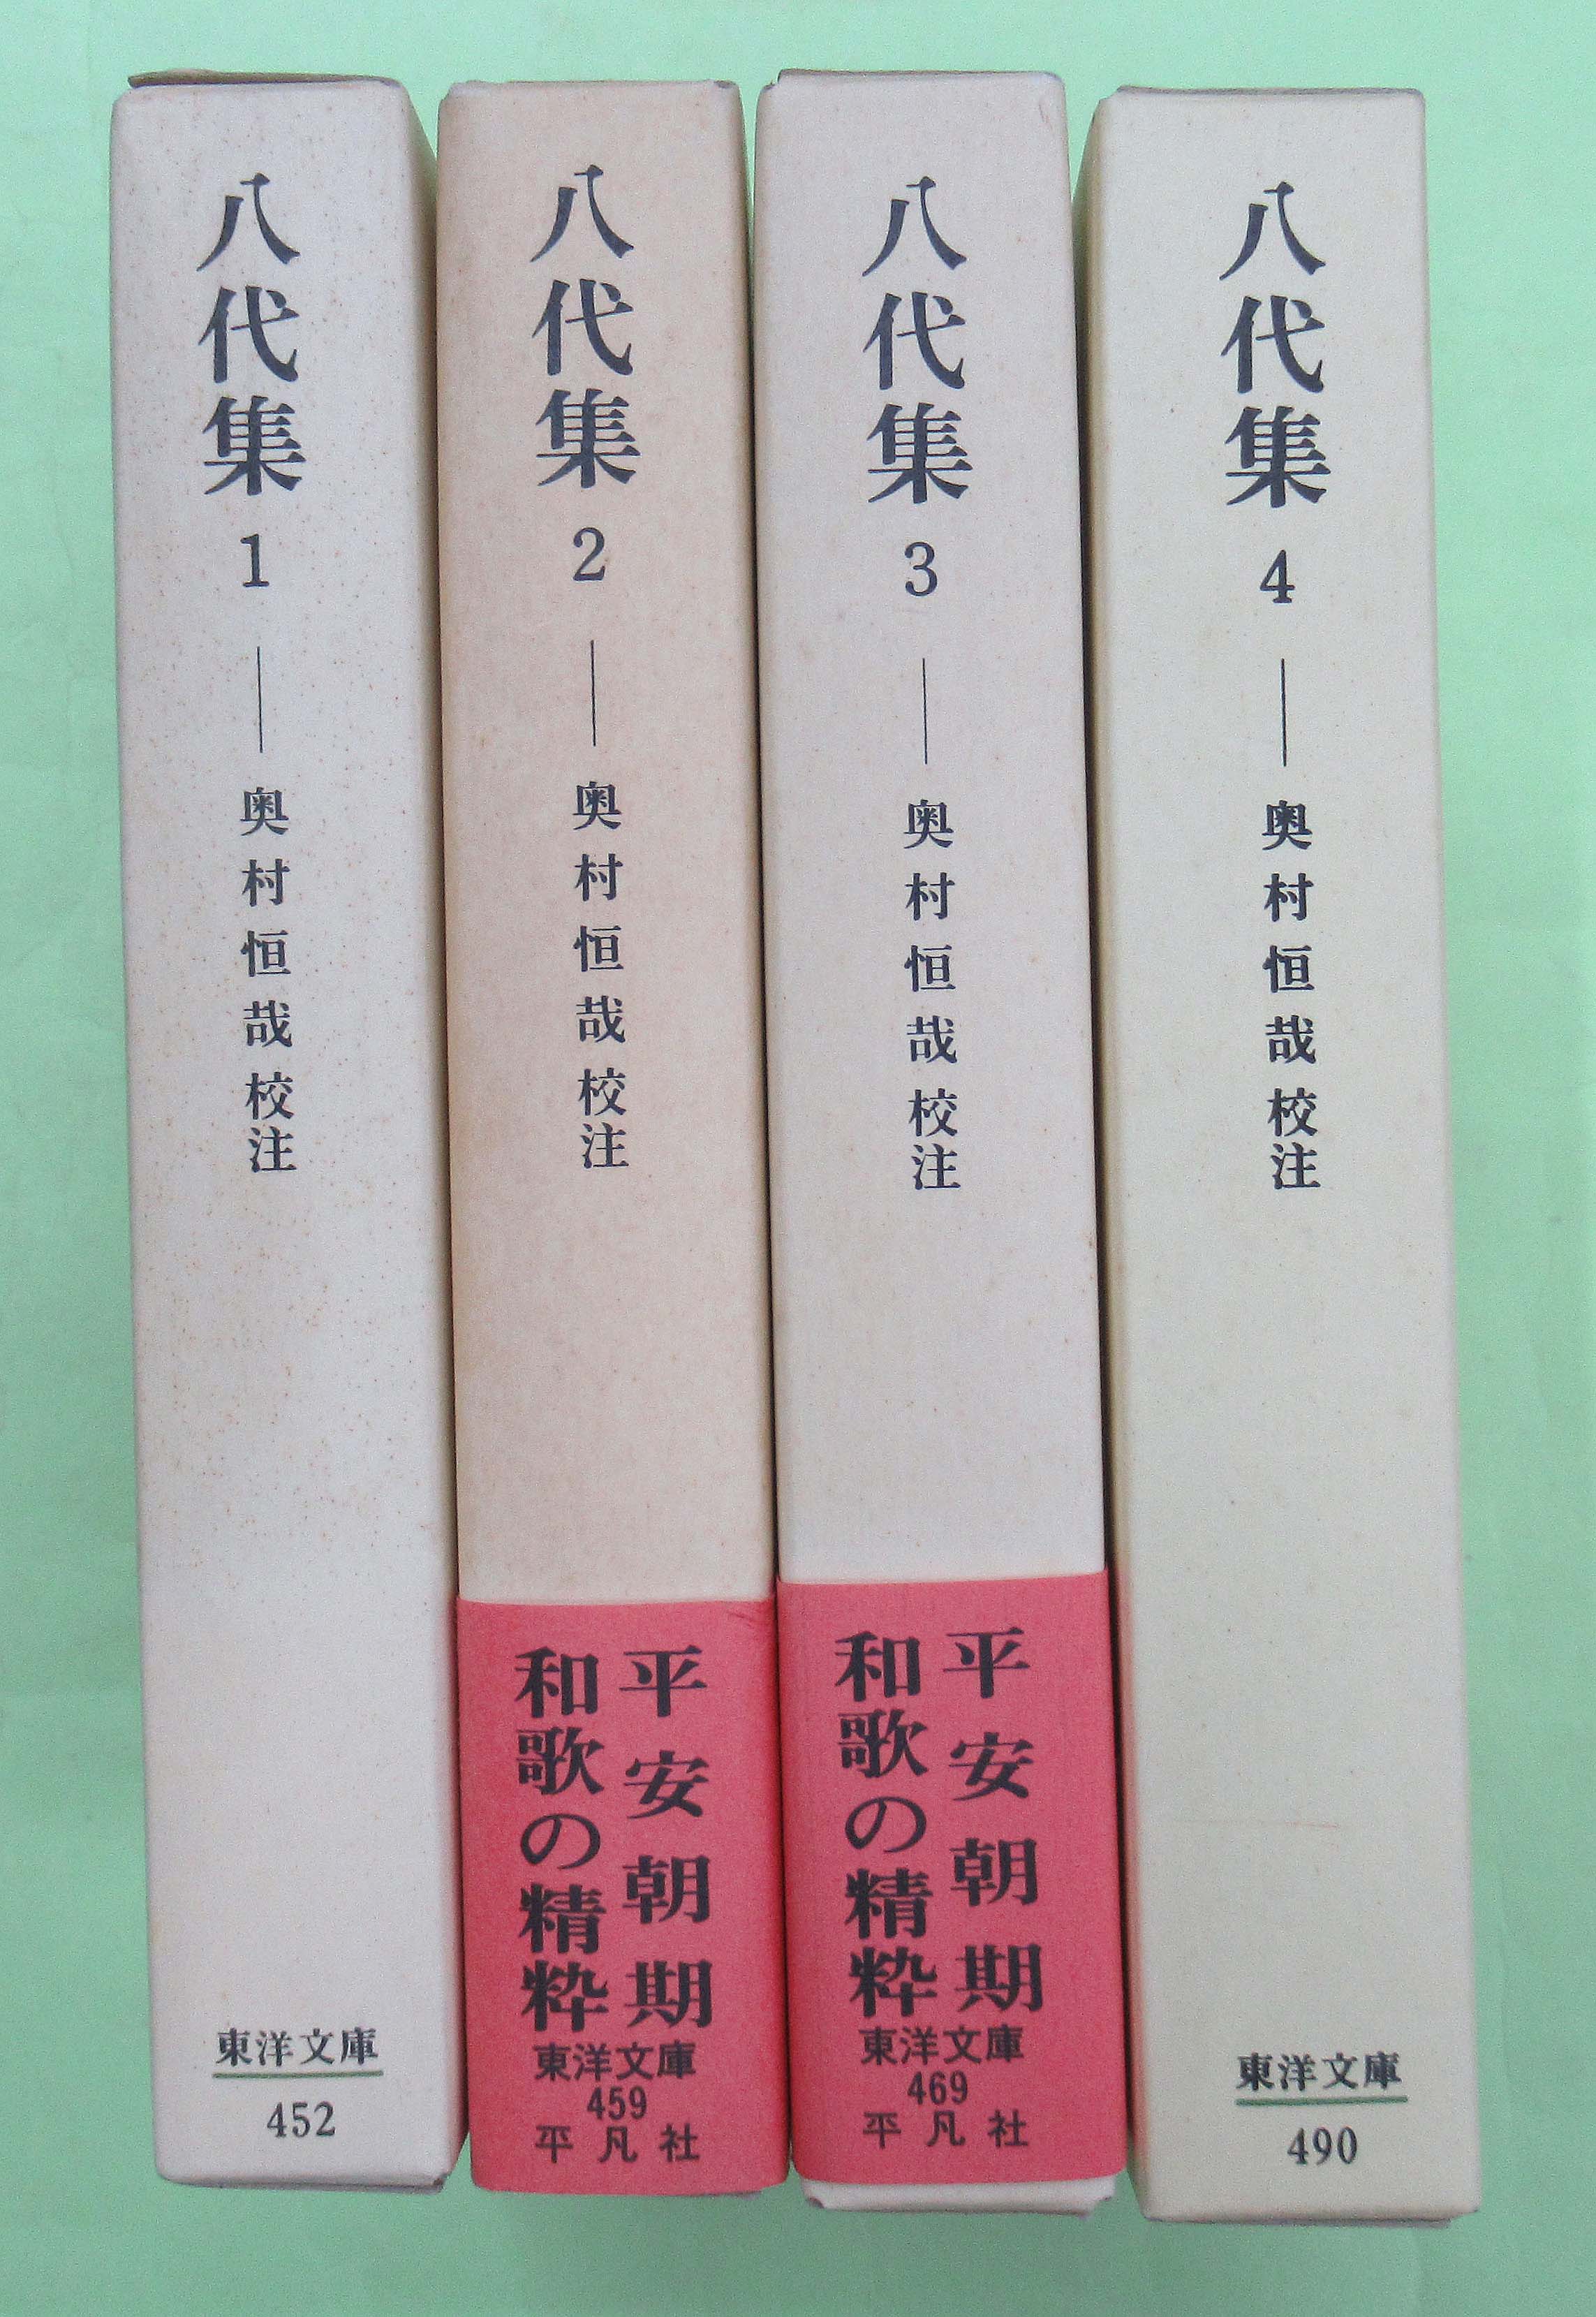 八代集 1
奥村恒哉 校注
東洋文庫
452
八代集 2
奥村恒哉 校注
平安朝期
和歌の精粋
東洋文庫
459
平凡社
八代集 3
奥村恒哉 校注
平安朝期
和歌の精粋
東洋文庫
469
平凡社
八代集 4
奥村恒哉 校注
東洋文庫
490